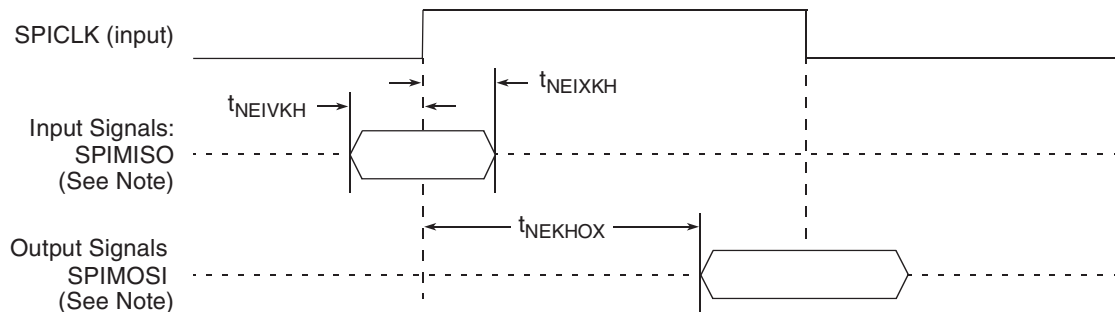 SPICLK (input)
tNEIXKH
tNEIVKH
Input Signals:
SPIMISO
(See Note)
tNEKHOX
Output Signals
SPIMOSI
(See Note)